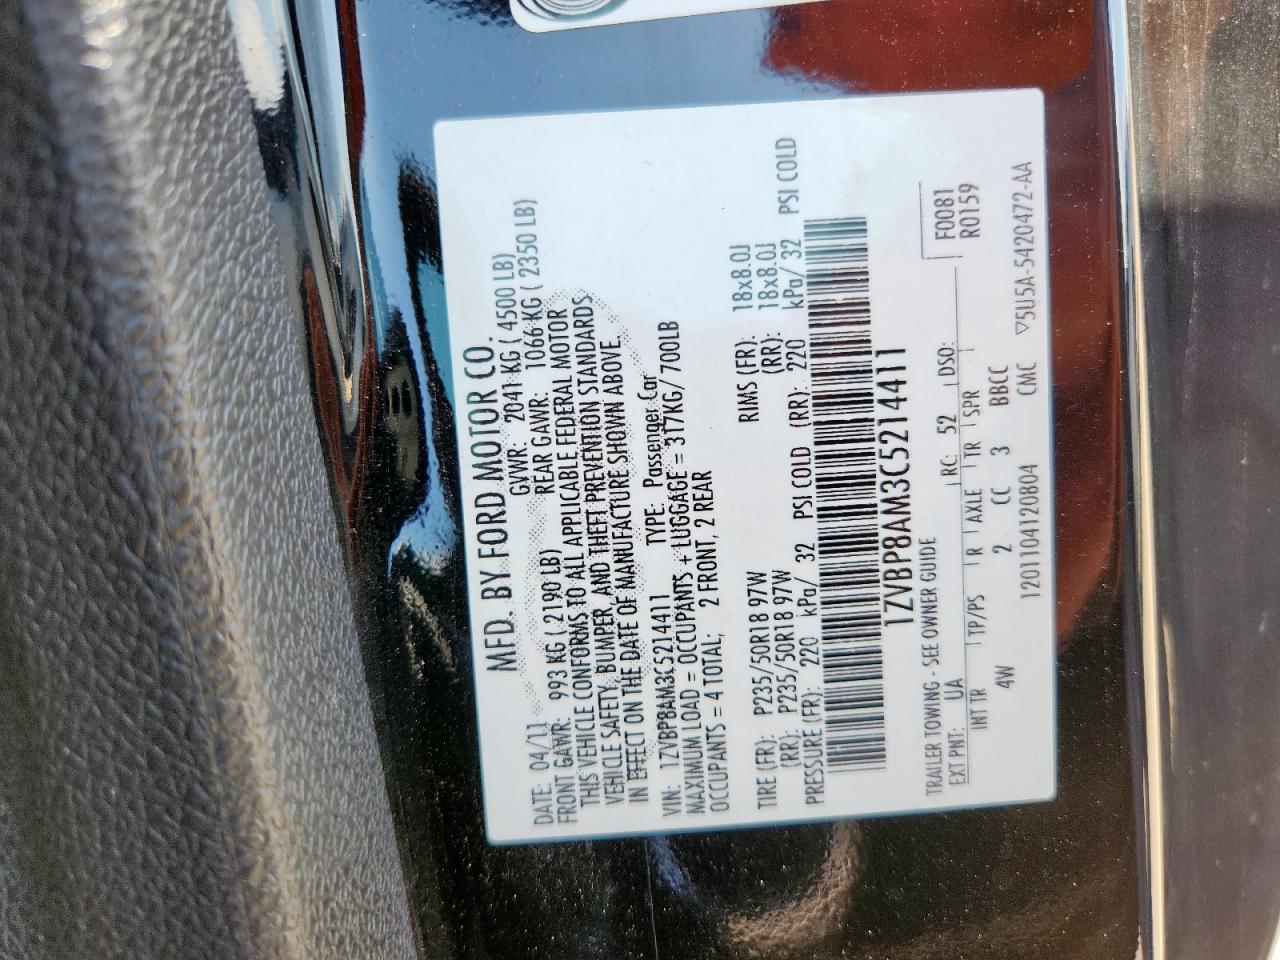 MFD. BY FORD MOTOR CO.
DATE: 04/11 GVWR: 2041 KG ( 4500 LB)
FRONT GAWR: 993 KG ( 2190 LB) REAR GAWR: 1066 KG ( 2350 LB)
THIS VEHICLE CONFORMS TO ALL APPLICABLE FEDERAL MOTOR
VEHICLE SAFETY, BUMPER, AND THEFT PREVENTION STANDARDS
IN EFFECT ON THE DATE OF MANUFACTURE SHOWN ABOVE.
VIN: 1ZVBP8AM3C5214411 TYPE: Passenger Car
MAXIMUM LOAD = OCCUPANTS + LUGGAGE = 317KG/700LB
OCCUPANTS = 4 TOTAL; 2 FRONT, 2 REAR
TIRE (FR): P235/50R18 97W RIMS (FR): 18x8.0J
(RR): P235/50R18 97W (RR): 18x8.0J
PRESSURE (FR): 220 kPa/ 32 PSI COLD (RR): 220 kPa/ 32 PSI COLD
1ZVBP8AM3C5214411
TRAILER TOWING - SEE OWNER GUIDE F0081
EXT PNT: UA RC: 52 DSO: R0159
INT TR TP/PS R AXLE TR SPR
4W 2 CC 3 BBCC
1201104120804 CMC ▽5U5A-5420472-AA